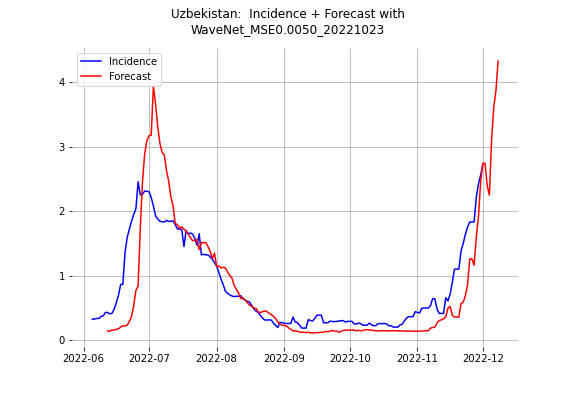 Uzbekistan:  Incidence + Forecast with
WaveNet_MSE0.0050_20221023
Incidence
Forecast
4
3
2
1
0
2022-06 2022-07 2022-08 2022-09 2022-10 2022-11 2022-12